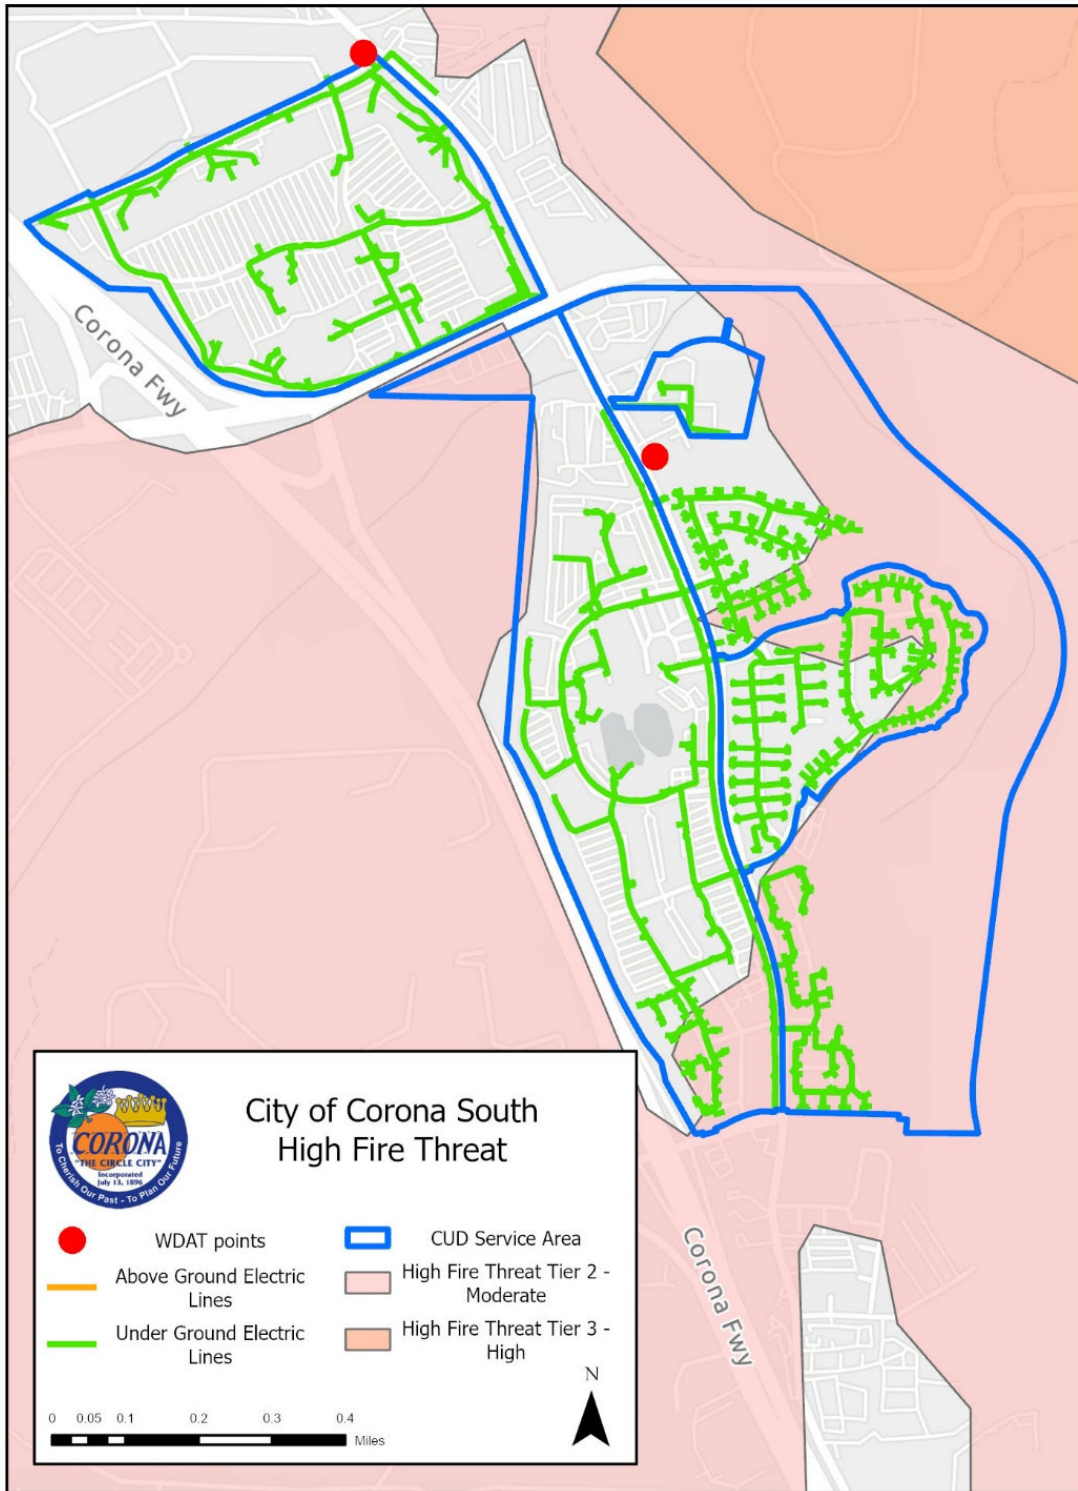 Corona Fwy
Corona Fwy
City of Corona South
High Fire Threat
CORONA
"THE CIRCLE CITY"
Incorporated
July 13, 1896
To Cherish Our Past - To Plan Our Future
WDAT points
CUD Service Area
Above Ground Electric
Lines
High Fire Threat Tier 2 -
Moderate
Under Ground Electric
Lines
High Fire Threat Tier 3 -
High
N
0 0.05 0.1 0.2 0.3 0.4
Miles